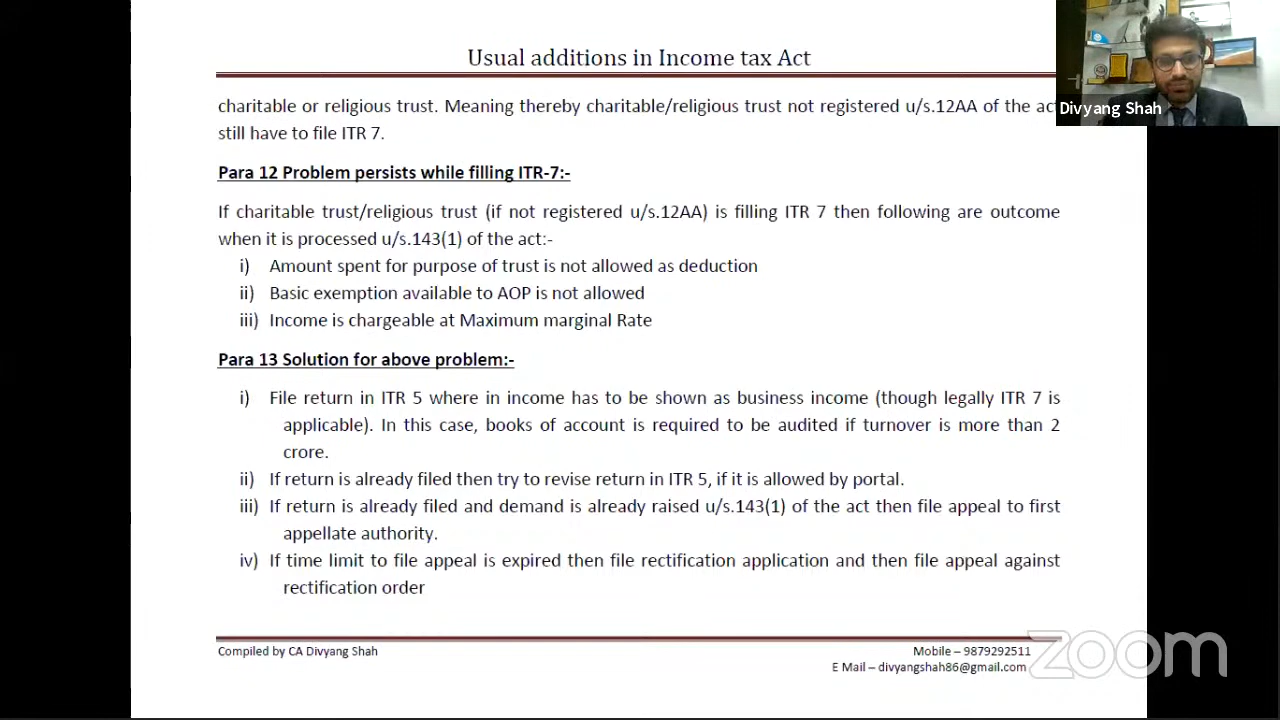 Usual additions in Income tax Act
charitable or religious trust. Meaning thereby charitable/religious trust not registered u/s.12AA of the act
still have to file ITR 7.
Para 12 Problem persists while filling ITR-7:-
If charitable trust/religious trust (if not registered u/s.12AA) is filling ITR 7 then following are outcome
when it is processed u/s.143(1) of the act:-
i) Amount spent for purpose of trust is not allowed as deduction
ii) Basic exemption available to AOP is not allowed
iii) Income is chargeable at Maximum marginal Rate
Para 13 Solution for above problem:-
i) File return in ITR 5 where in income has to be shown as business income (though legally ITR 7 is
applicable). In this case, books of account is required to be audited if turnover is more than 2
crore.
ii) If return is already filed then try to revise return in ITR 5, if it is allowed by portal.
iii) If return is already filed and demand is already raised u/s.143(1) of the act then file appeal to first
appellate authority.
iv) If time limit to file appeal is expired then file rectification application and then file appeal against
rectification order
Compiled by CA Divyang Shah
Mobile – 9879292511
E Mail – divyangshah86@gmail.com
Divyang Shah
zoom